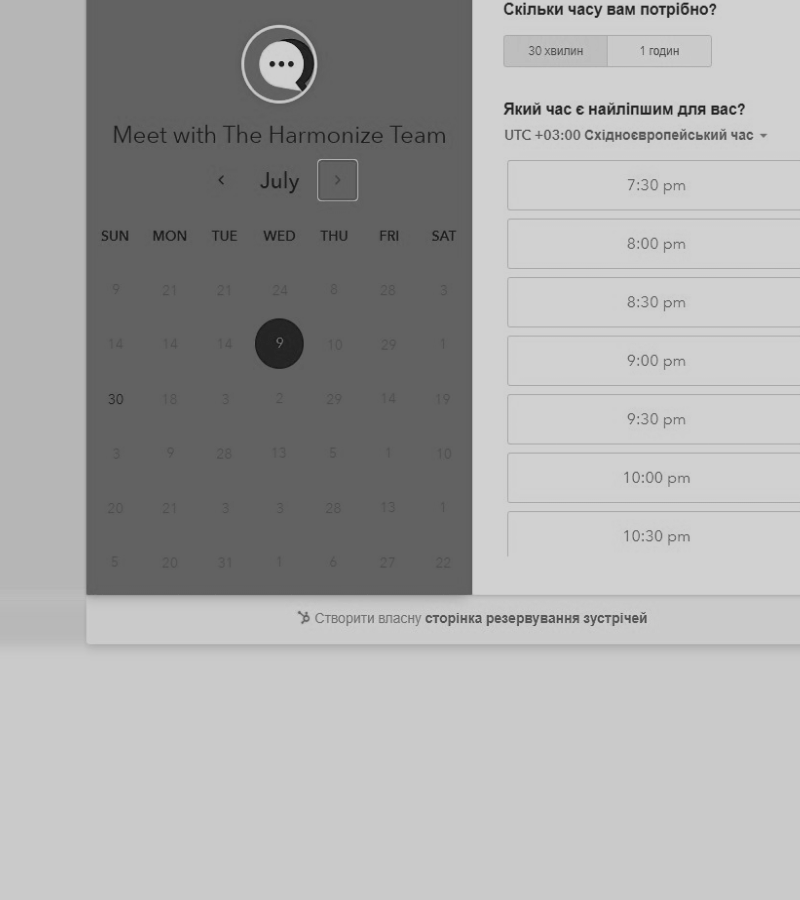 Meet with The Harmonize Team
July
SUN MON TUE WED THU FRI SAT
9 21 21 24 8 28 3
14 14 14 9 10 29 1
30 18 3 2 29 14 19
3 9 28 13 5 1 10
20 21 3 3 28 13 1
5 20 31 1 6 27 22
Скільки часу вам потрібно?
30 хвилин 1 годин
Який час є найліпшим для вас?
UTC +03:00 Східноєвропейський час
7:30 pm
8:00 pm
8:30 pm
9:00 pm
9:30 pm
10:00 pm
10:30 pm
Створити власну сторінка резервування зустрічей